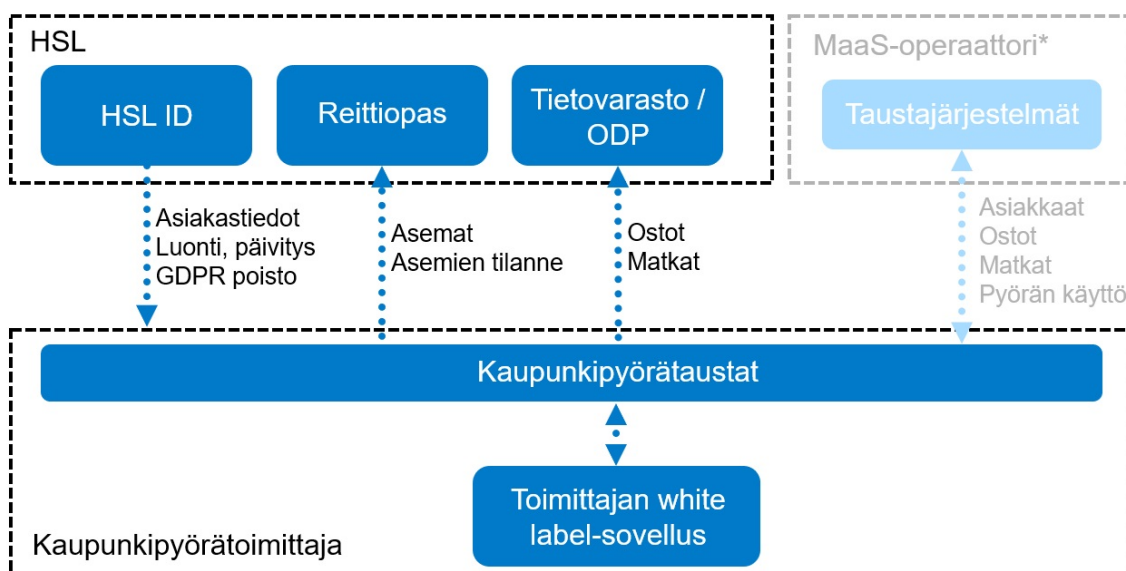 HSL
HSL ID
Reittiopas
Tietovarasto /
ODP
MaaS-operaattori*
Taustajärjestelmät
Asiakastiedot
Luonti, päivitys
GDPR poisto
Asemat
Asemien tilanne
Ostot
Matkat
Asiakkaat
Ostot
Matkat
Pyörän käyttö
Kaupunkipyörätaustat
Toimittajan white
label-sovellus
Kaupunkipyörätoimittaja